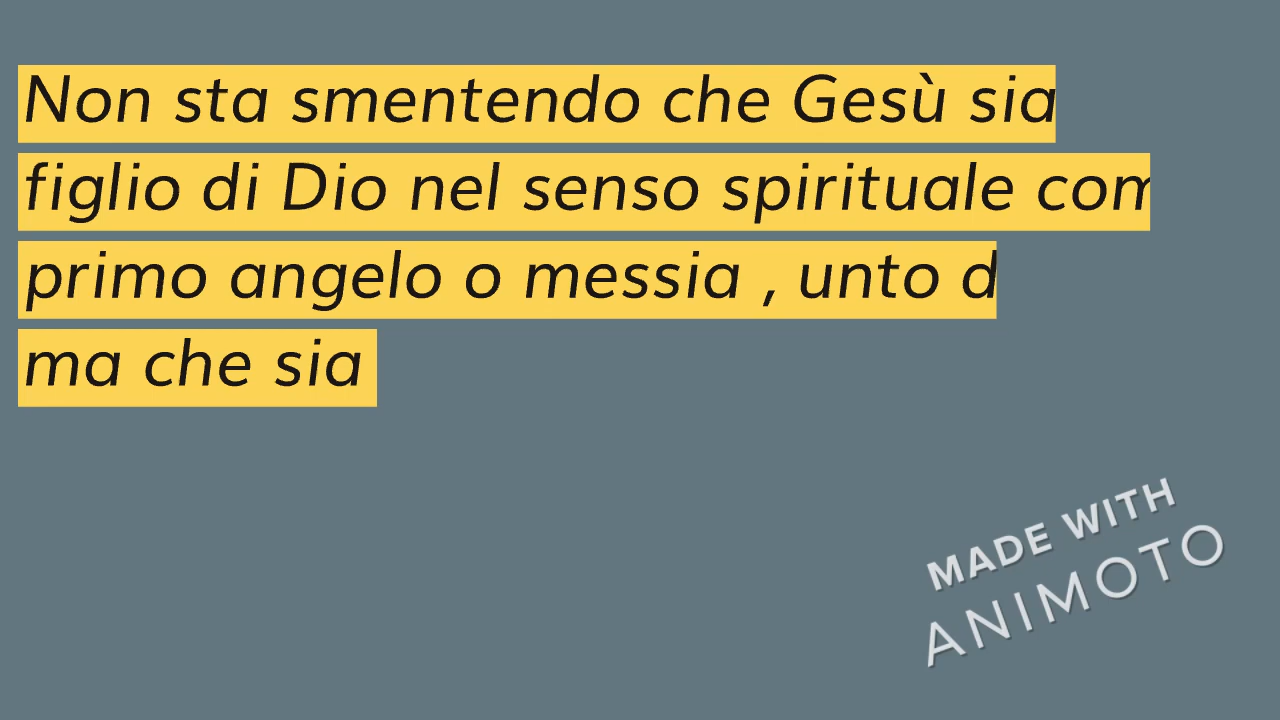 Non sta smentendo che Gesù sia
figlio di Dio nel senso spirituale com
primo angelo o messia , unto d
ma che sia
MADE WITH
ANIMOTO